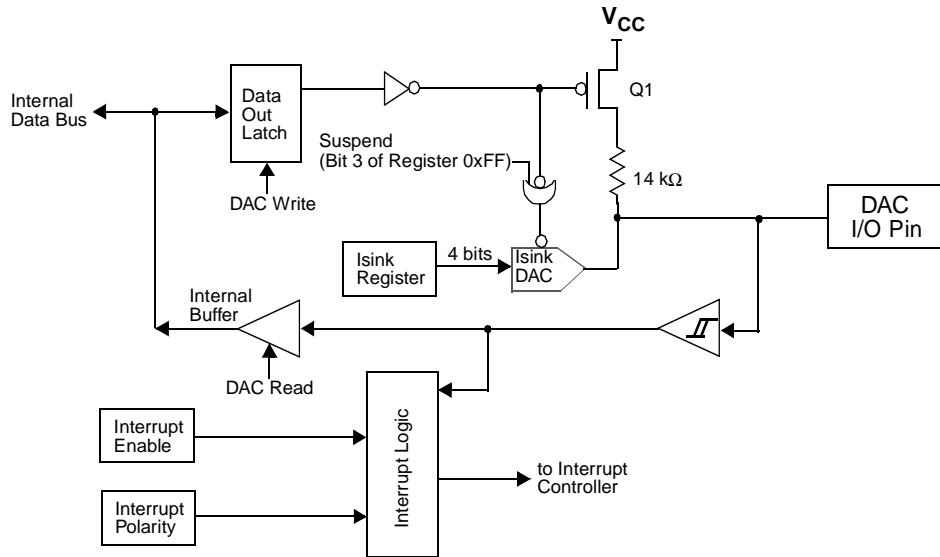 VCC
Internal
Data Bus
Data
Out
Latch
Q1
Suspend
(Bit 3 of Register 0xFF)
14 kΩ
DAC Write
DAC
I/O Pin
4 bits
Isink
Register
Isink
DAC
Internal
Buffer
DAC Read
Interrupt
Enable
Interrupt Logic
to Interrupt
Controller
Interrupt
Polarity